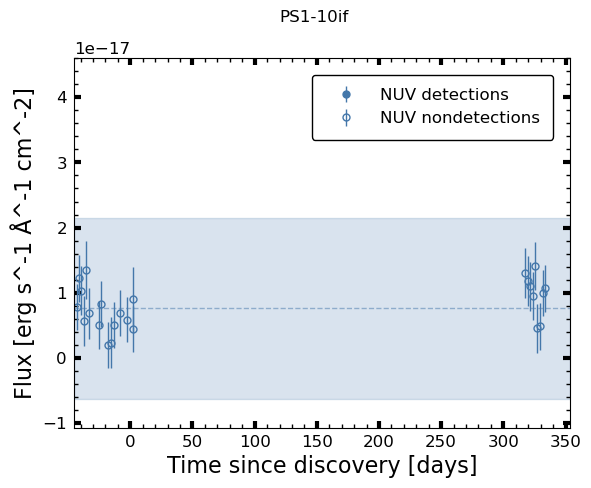 PS1-10if
1e−17
NUV detections
NUV nondetections
4
3
2
1
0
−1
Flux [erg s^-1 Å^-1 cm^-2]
0 50 100 150 200 250 300 350
Time since discovery [days]